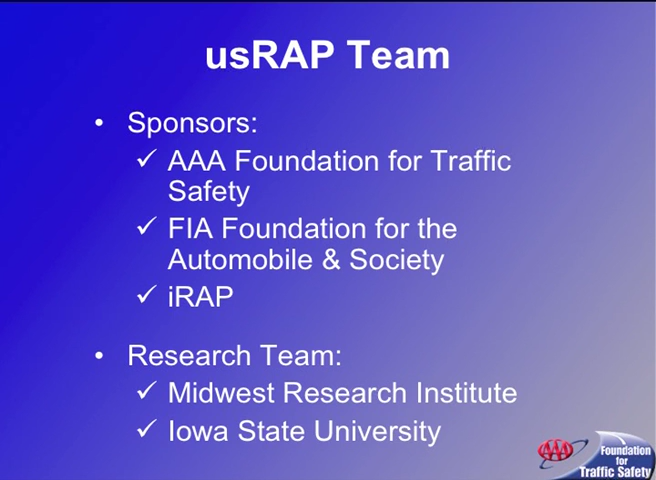 usRAP Team
• Sponsors:
✓ AAA Foundation for Traffic
Safety
✓ FIA Foundation for the
Automobile & Society
✓ iRAP
• Research Team:
✓ Midwest Research Institute
✓ Iowa State University
AAA
Foundation
for
Traffic Safety